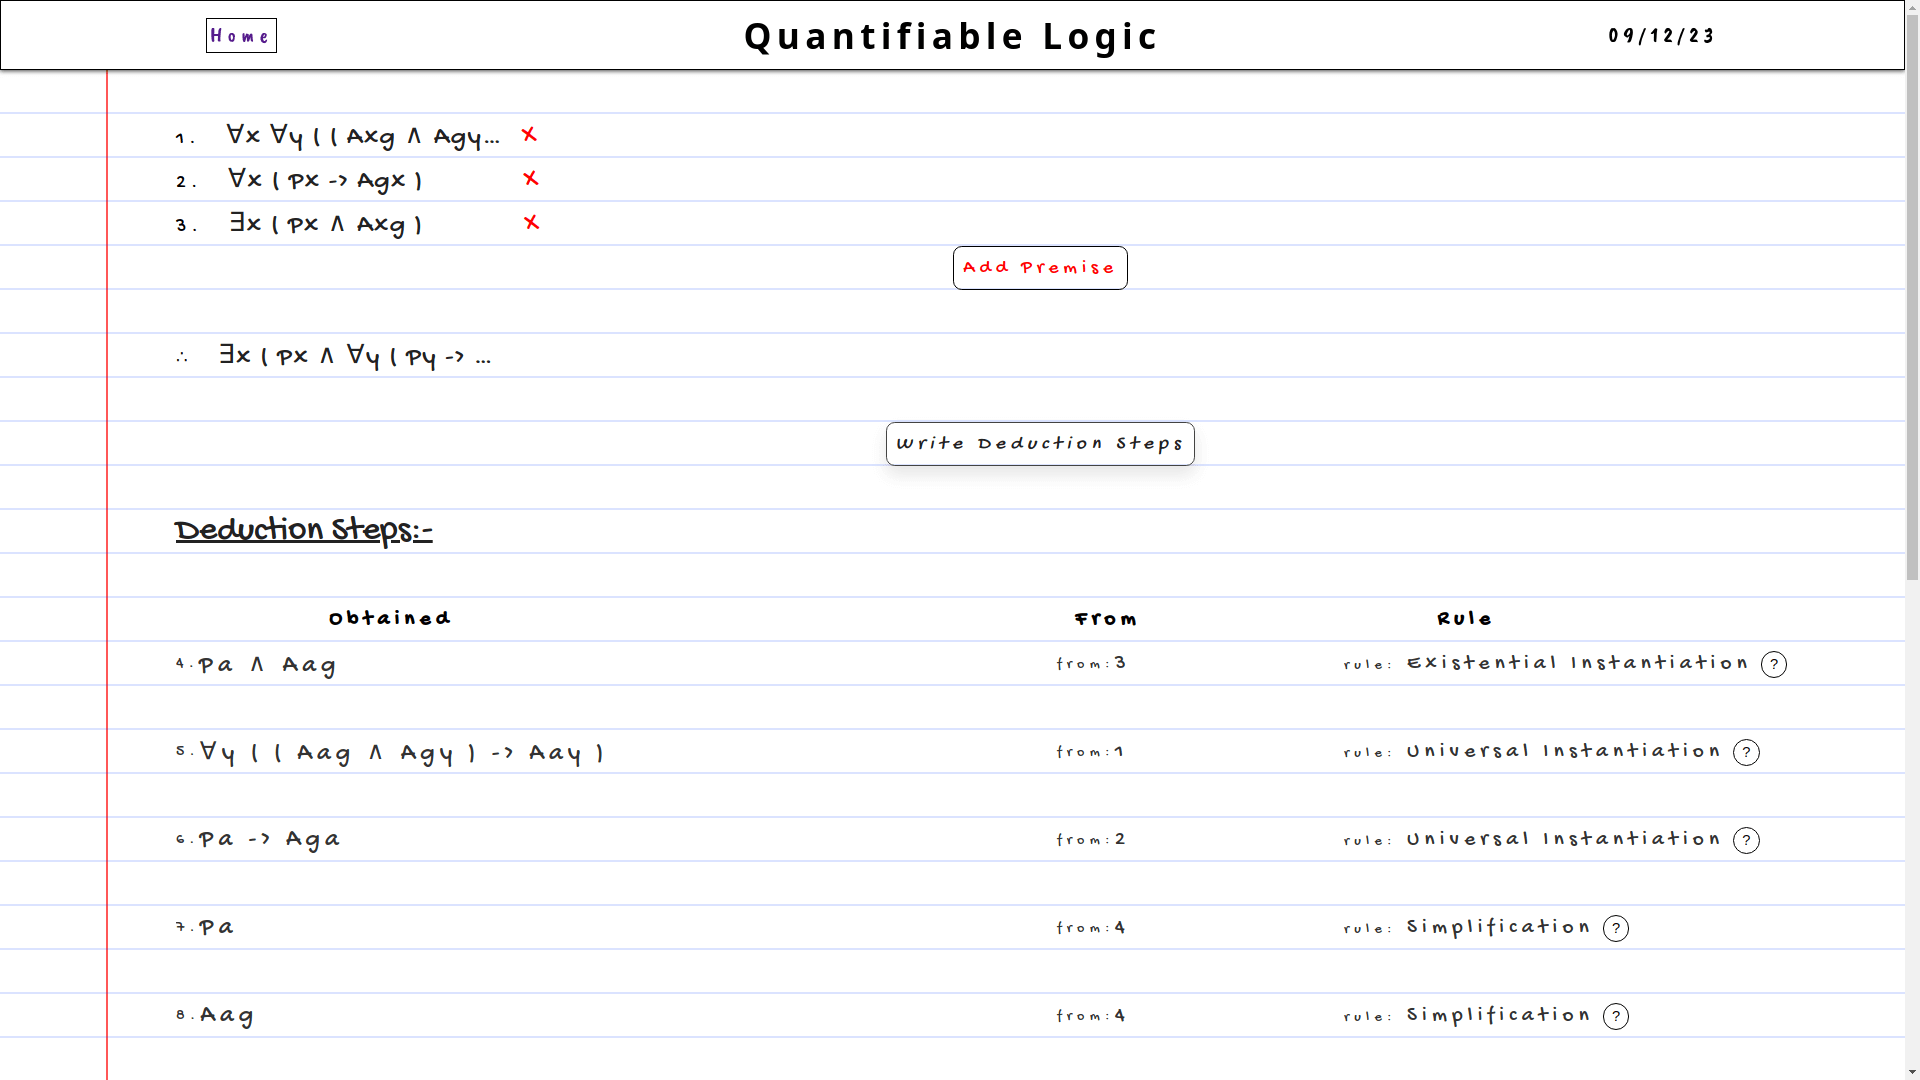 Home
Quantifiable Logic
09/12/23
1. ∀x ∀y ( ( Axg ∧ Agy... X
2. ∀x ( Px -> Agx ) X
3. ∃x ( Px ∧ Axg ) X
Add Premise
∴ ∃x ( Px ∧ ∀y ( Py -> ...
Write Deduction Steps
Deduction Steps:-
Obtained From Rule
4. Pa ∧ Aag from: 3 rule: Existential Instantiation ?
5. ∀y ( ( Aag ∧ Agy ) -> Aay ) from: 1 rule: Universal Instantiation ?
6. Pa -> Aga from: 2 rule: Universal Instantiation ?
7. Pa from: 4 rule: Simplification ?
8. Aag from: 4 rule: Simplification ?